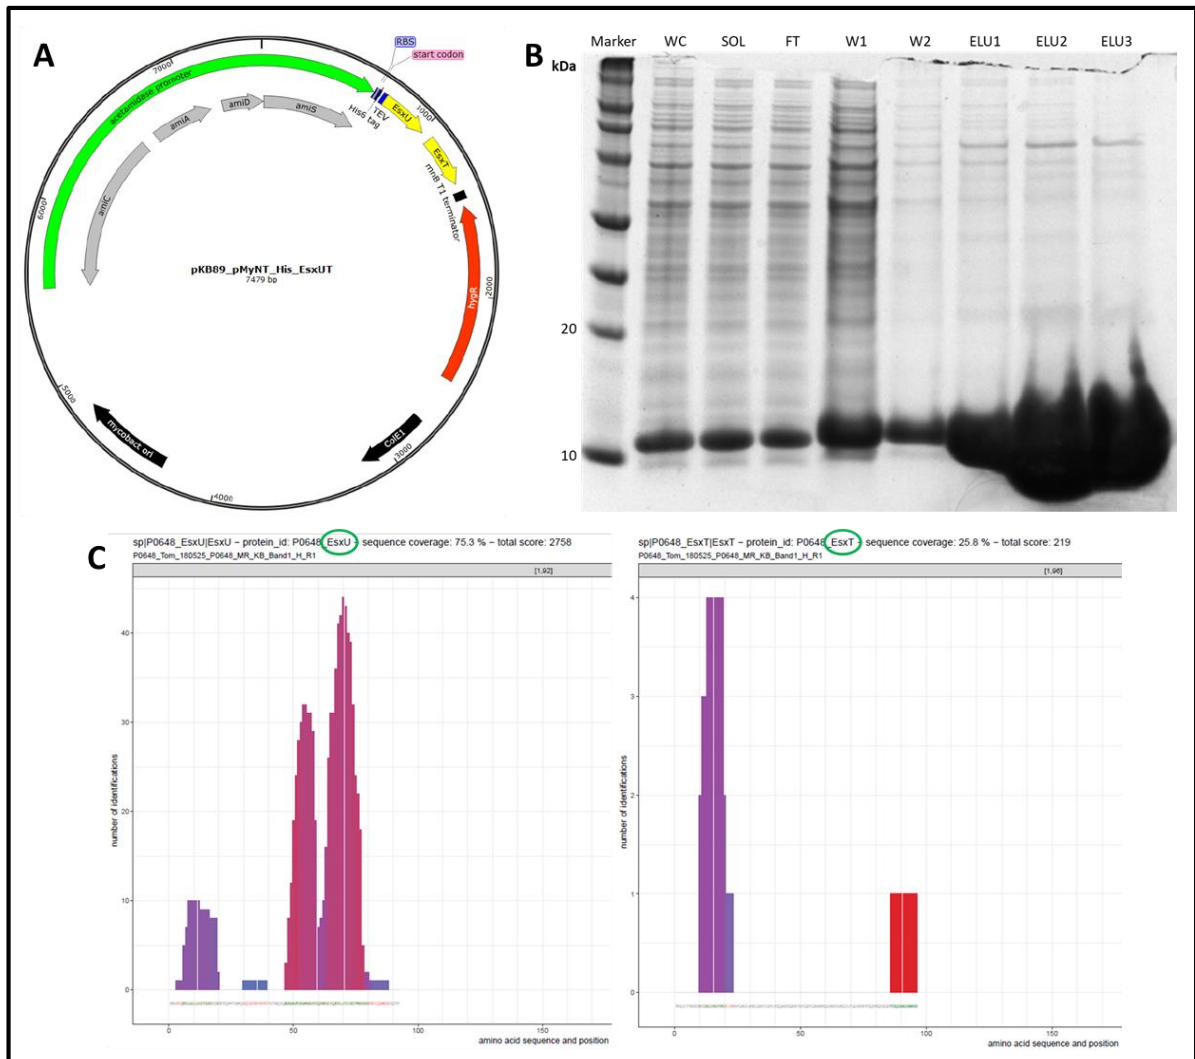 A
RBS
start codon
7000
acetamidase promoter
amiD
amiS
amiA
amiC
His6 tag
TEV
EsxU
1000
EsxT
rrnB T1 terminator
6000
pKB89_pMyNT_His_EsxUT
7479 bp
hygR
2000
5000
mycobact ori
ColE1
3000
4000
B
Marker WC SOL FT W1 W2 ELU1 ELU2 ELU3
kDa
20
10
C
sp|P0648_EsxU|EsxU – protein_id: P0648_EsxU – sequence coverage: 75.3 % – total score: 2758
P0648_Tom_180525_P0648_MR_KB_Band1_H_R1
[1,92]
number of identifications
40
30
20
10
0
0 50 100 150
amino acid sequence and position
sp|P0648_EsxT|EsxT – protein_id: P0648_EsxT – sequence coverage: 25.8 % – total score: 219
P0648_Tom_180525_P0648_MR_KB_Band1_H_R1
[1,96]
number of identifications
4
3
2
1
0
0 50 100 150
amino acid sequence and position